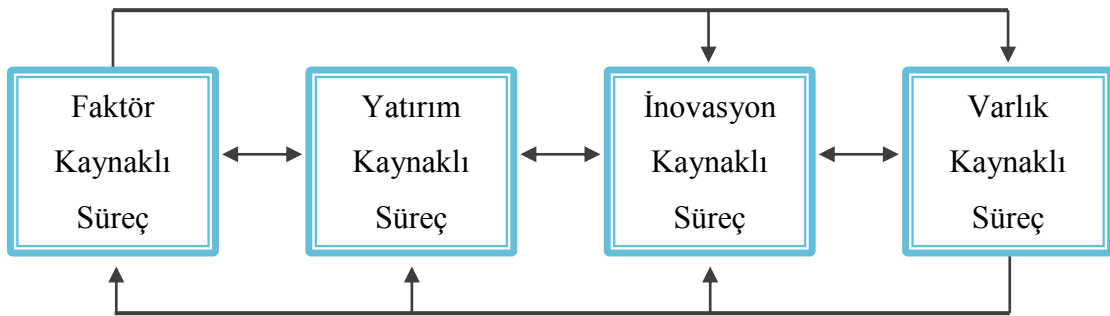 Faktör
Kaynaklı
Süreç
Yatırım
Kaynaklı
Süreç
İnovasyon
Kaynaklı
Süreç
Varlık
Kaynaklı
Süreç